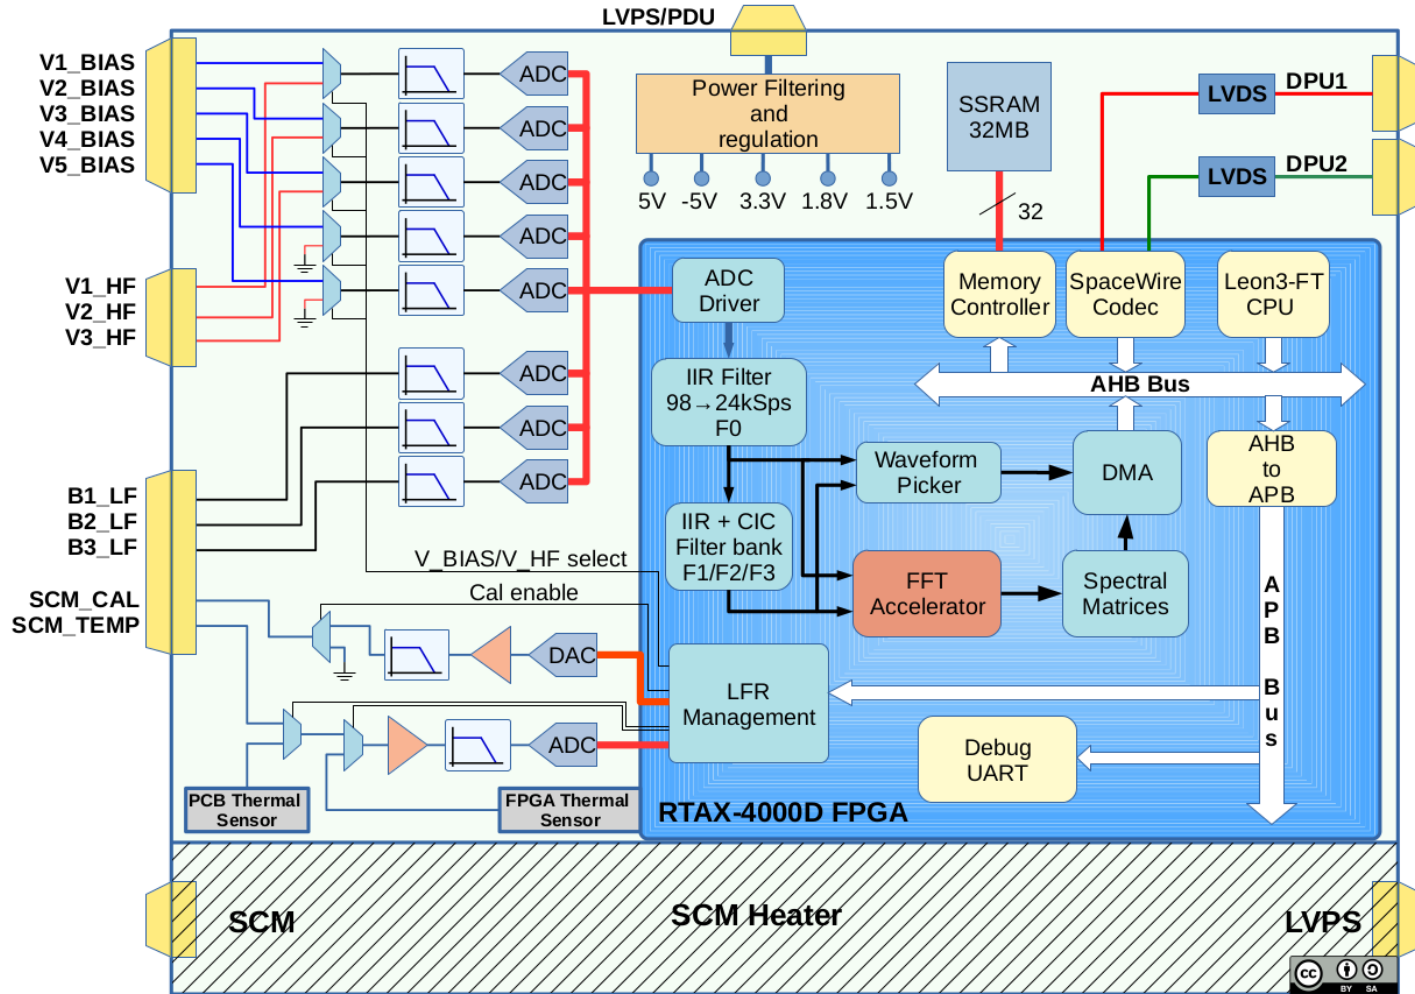 LVPS/PDU
V1_BIAS
V2_BIAS
V3_BIAS
V4_BIAS
V5_BIAS
V1_HF
V2_HF
V3_HF
B1_LF
B2_LF
B3_LF
SCM_CAL
SCM_TEMP
ADC
ADC
ADC
ADC
ADC
ADC
ADC
ADC
Power Filtering
and
regulation
5V -5V 3.3V 1.8V 1.5V
SSRAM
32MB
32
LVDS DPU1
LVDS DPU2
ADC
Driver
Memory
Controller
SpaceWire
Codec
Leon3-FT
CPU
IIR Filter
98→24kSps
F0
AHB Bus
Waveform
Picker
DMA
AHB
to
APB
IIR + CIC
Filter bank
F1/F2/F3
FFT
Accelerator
Spectral
Matrices
APB Bus
V_BIAS/V_HF select
Cal enable
DAC
ADC
LFR
Management
Debug
UART
PCB Thermal
Sensor
FPGA Thermal
Sensor
RTAX-4000D FPGA
SCM
SCM Heater
LVPS
cc
BY SA